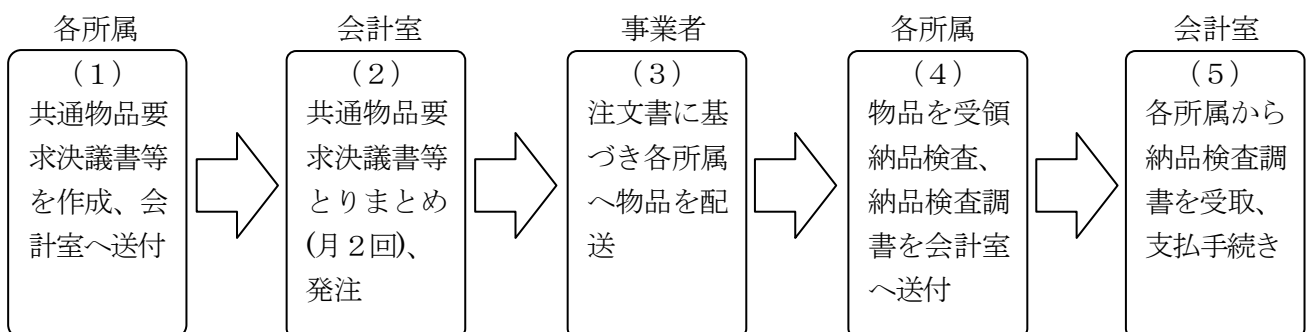 各所属
（１）
共通物品要
求決議書等
を作成、会
計室へ送付
会計室
（２）
共通物品要
求決議書等
とりまとめ
(月２回)、
発注
事業者
（３）
注文書に基
づき各所属
へ物品を配
送
各所属
（４）
物品を受領
納品検査、
納品検査調
書を会計室
へ送付
会計室
（５）
各所属から
納品検査調
書を受取、
支払手続き